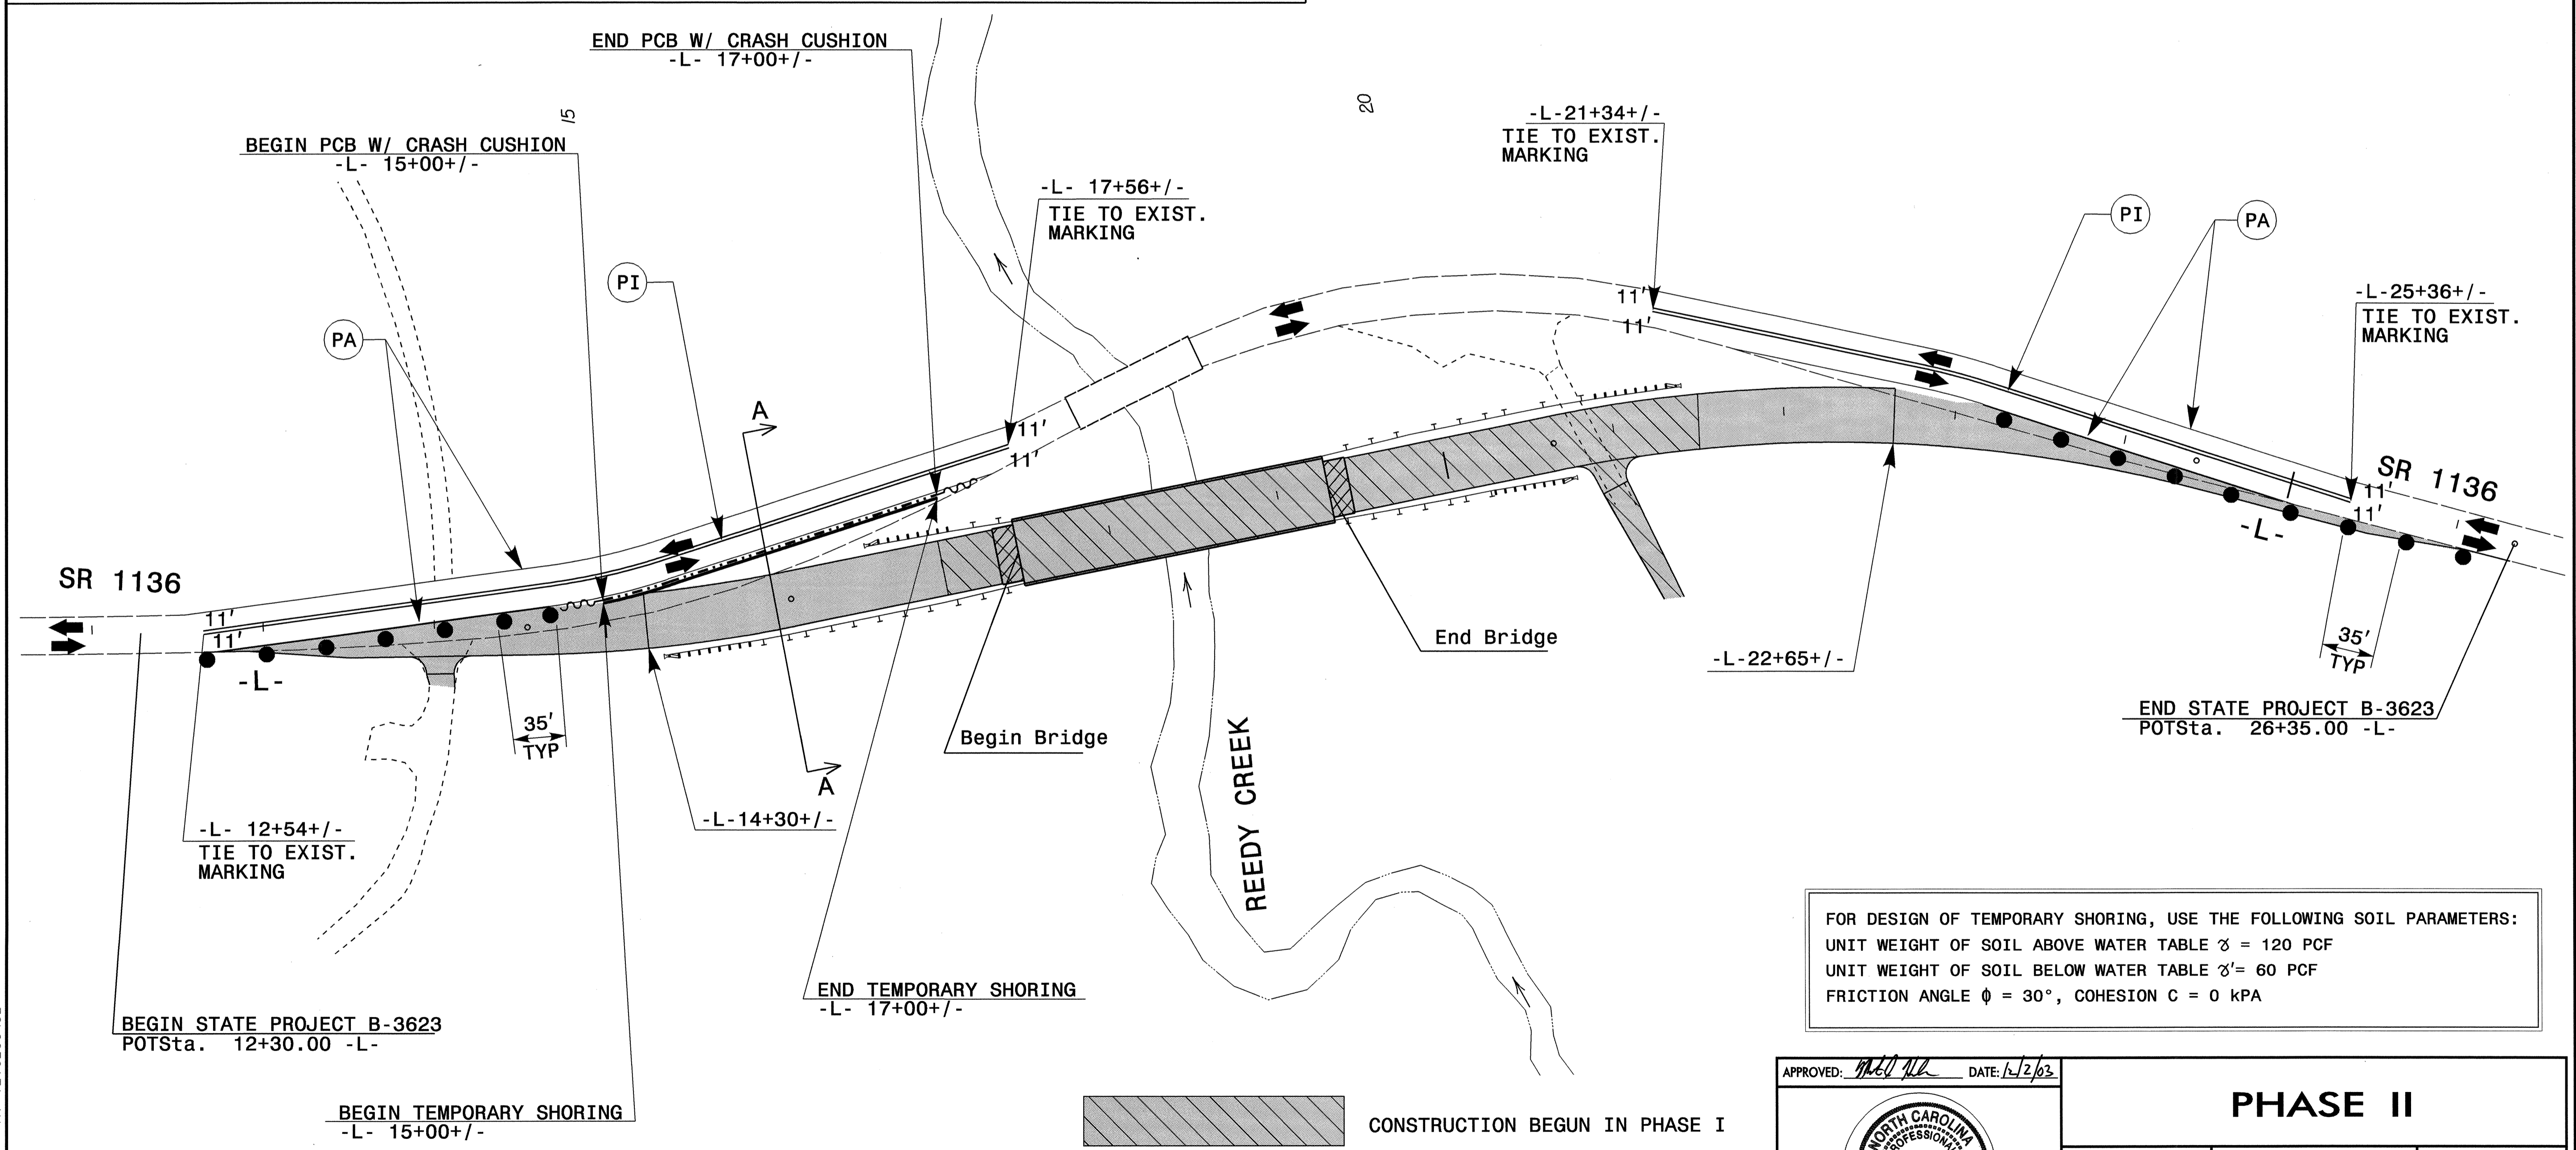 END PCB W/ CRASH CUSHION
-L- 17+00+/-
15
20
BEGIN PCB W/ CRASH CUSHION
-L- 15+00+/-
-L-21+34+/-
TIE TO EXIST.
MARKING
-L- 17+56+/-
TIE TO EXIST.
MARKING
PI
PA
PI
PA
-L-25+36+/-
TIE TO EXIST.
MARKING
11'
11'
A
11'
11'
SR 1136
11'
11'
-L-
SR 1136
11'
11'
-L-
35'
TYP
A
Begin Bridge
End Bridge
-L-22+65+/-
35'
TYP
END STATE PROJECT B-3623
POTSta. 26+35.00 -L-
-L-14+30+/-
REEDY CREEK
-L- 12+54+/-
TIE TO EXIST.
MARKING
END TEMPORARY SHORING
-L- 17+00+/-
BEGIN STATE PROJECT B-3623
POTSta. 12+30.00 -L-
BEGIN TEMPORARY SHORING
-L- 15+00+/-
FOR DESIGN OF TEMPORARY SHORING, USE THE FOLLOWING SOIL PARAMETERS:
UNIT WEIGHT OF SOIL ABOVE WATER TABLE γ = 120 PCF
UNIT WEIGHT OF SOIL BELOW WATER TABLE γ'= 60 PCF
FRICTION ANGLE ϕ = 30°, COHESION C = 0 kPA
CONSTRUCTION BEGUN IN PHASE I
APPROVED: DATE: 12/2/03
NORTH CAROLINA
PROFESSIONAL
PHASE II